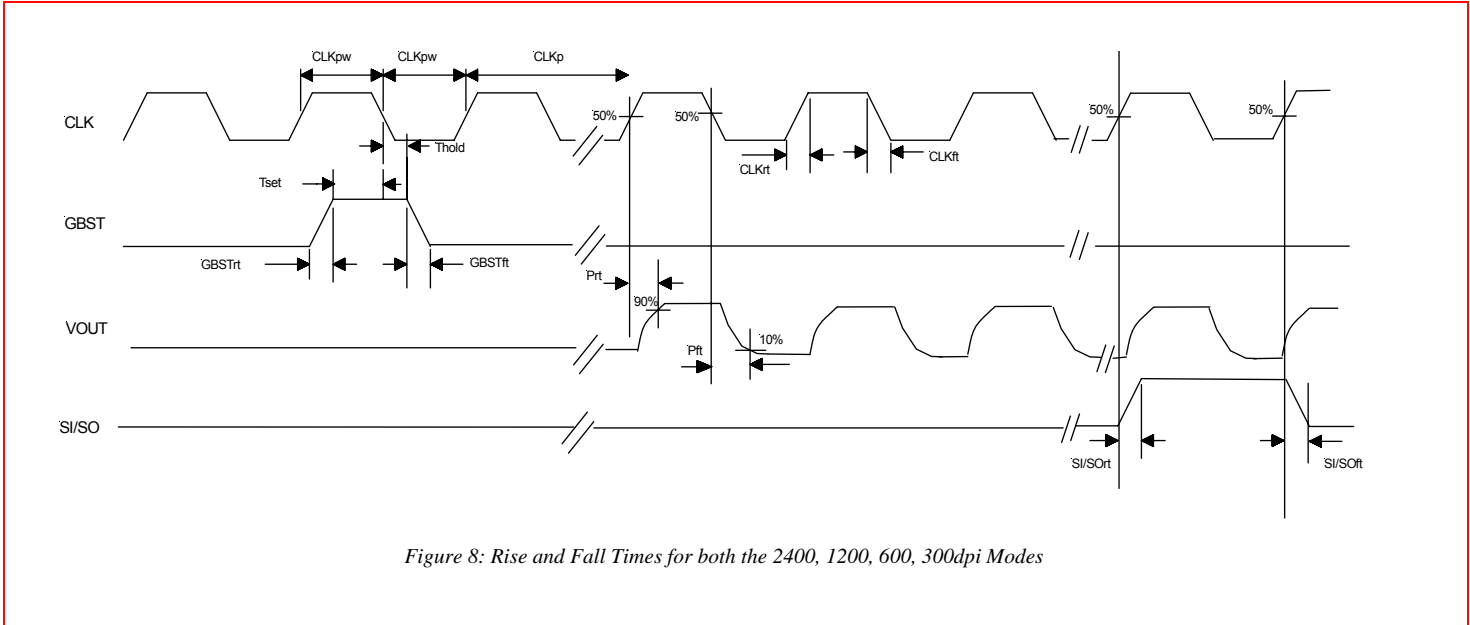 CLKpw CLKpw CLKp
CLK
50% 50% 50% 50%
Thold CLKrt CLKft
Tset
GBST
GBSTrt GBSTft
Prt
90%
VOUT
10%
Pft
SI/SO
SI/SOrt SI/SOft
Figure 8: Rise and Fall Times for both the 2400, 1200, 600, 300dpi Modes